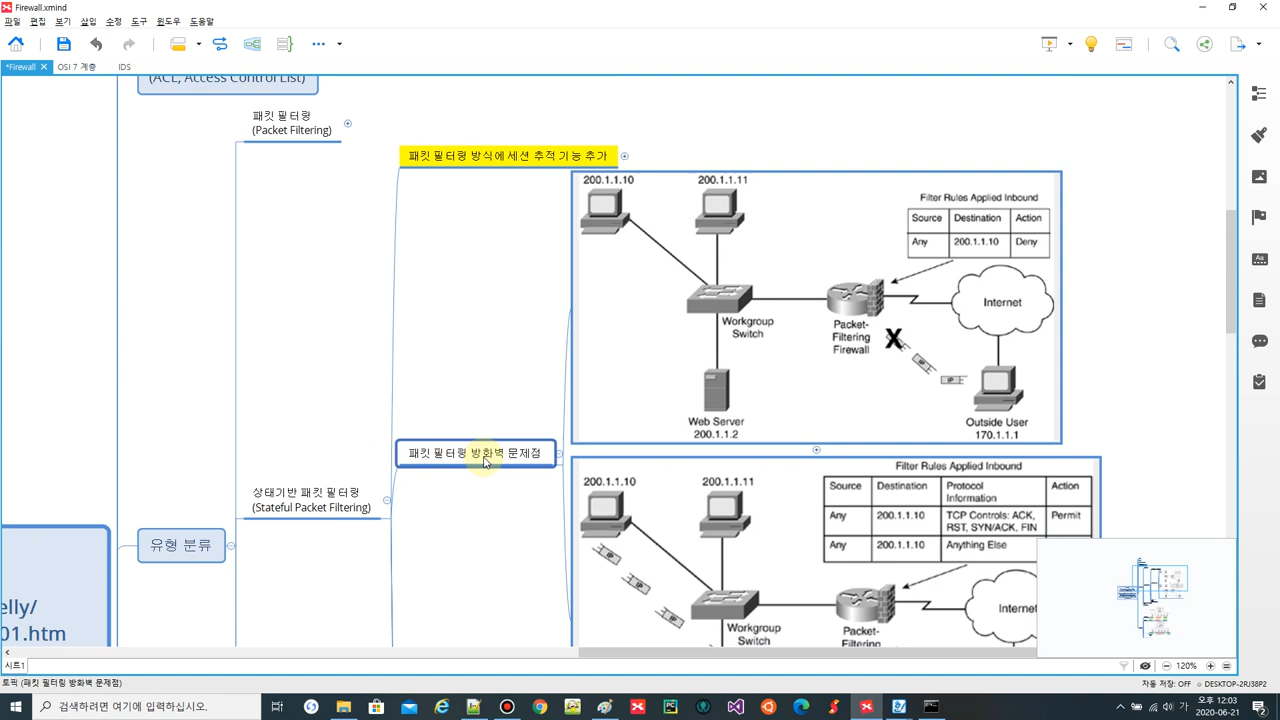 Firewall.xmind
파일 편집 보기 삽입 수정 도구 윈도우 도움말
*Firewall OSI 7 계층 IDS
(ACL, Access Control List)
패킷 필터링
(Packet Filtering)
패킷 필터링 방식에 세션 추적 기능 추가
200.1.1.10 200.1.1.11
Filter Rules Applied Inbound
Source Destination Action
Any 200.1.1.10 Deny
Internet
Workgroup
Switch
Packet-
Filtering
Firewall
X
IP
IP
Web Server
200.1.1.2
Outside User
170.1.1.1
패킷 필터링 방화벽 문제점
Filter Rules Applied Inbound
200.1.1.10 200.1.1.11
Source Destination Protocol
Information Action
Any 200.1.1.10 TCP Controls: ACK,
RST, SYN/ACK, FIN Permit
Any 200.1.1.10 Anything Else
IP
IP
IP
Internet
Workgroup
Switch
Packet-
Filtering
상태기반 패킷 필터링
(Stateful Packet Filtering)
유형 분류
elly/
01.htm
시트1
120%
토픽 (패킷 필터링 방화벽 문제점)
자동 저장: OFF DESKTOP-2RJ38P2
검색하려면 여기에 입력하십시오.
오후 12:03
2020-06-21